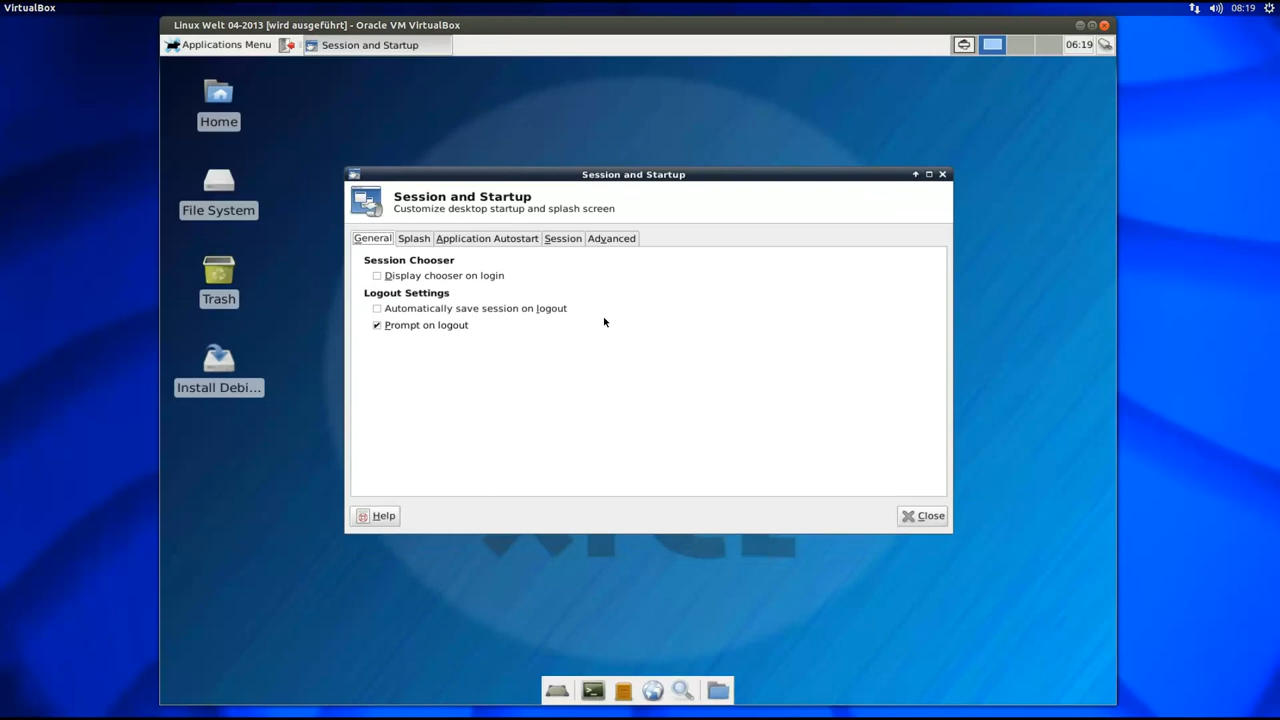 VirtualBox
08:19
Linux Welt 04-2013 [wird ausgeführt] - Oracle VM VirtualBox
Applications Menu
Session and Startup
06:19
Home
File System
Trash
Install Debi...
Session and Startup
Session and Startup
Customize desktop startup and splash screen
General Splash Application Autostart Session Advanced
Session Chooser
Display chooser on login
Logout Settings
Automatically save session on logout
Prompt on logout
Help
Close